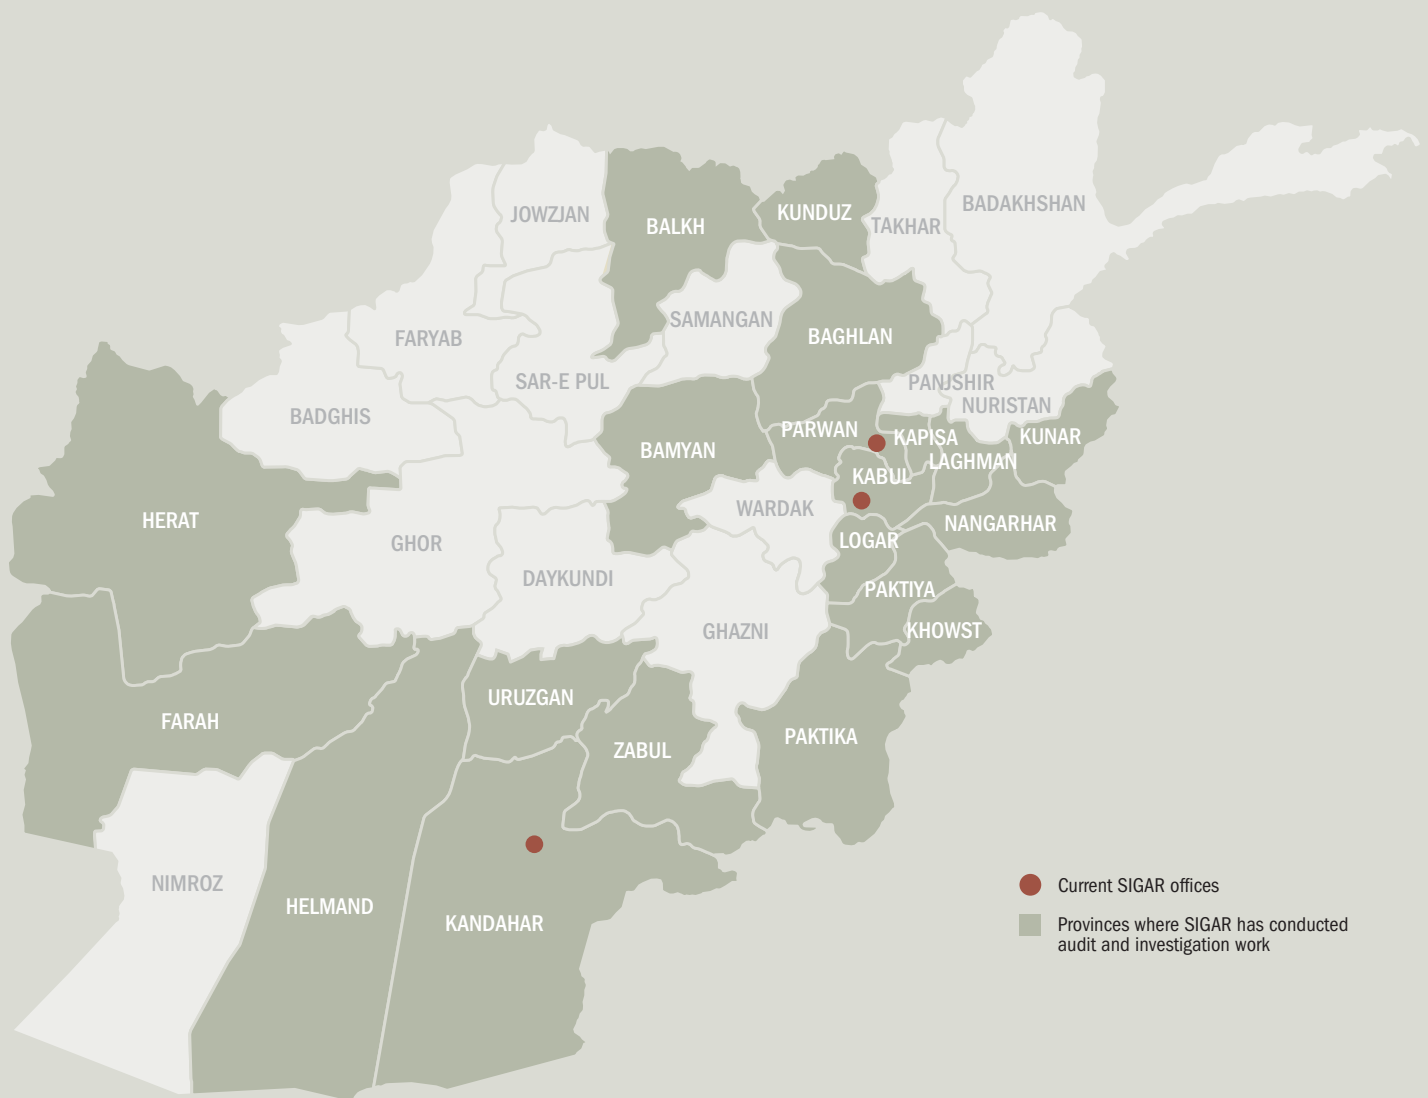 BADAKHSHAN
JOWZJAN
BALKH
KUNDUZ
TAKHAR
SAMANGAN
FARYAB
BAGHLAN
SAR-E PUL
PANJSHIR
BADGHIS
NURISTAN
PARWAN
KAPISA
KUNAR
BAMYAN
LAGHMAN
KABUL
WARDAK
HERAT
NANGARHAR
GHOR
LOGAR
DAYKUNDI
PAKTIYA
GHAZNI
KHOWST
URUZGAN
FARAH
PAKTIKA
ZABUL
NIMROZ
HELMAND
KANDAHAR
Current SIGAR offices
Provinces where SIGAR has conducted
audit and investigation work